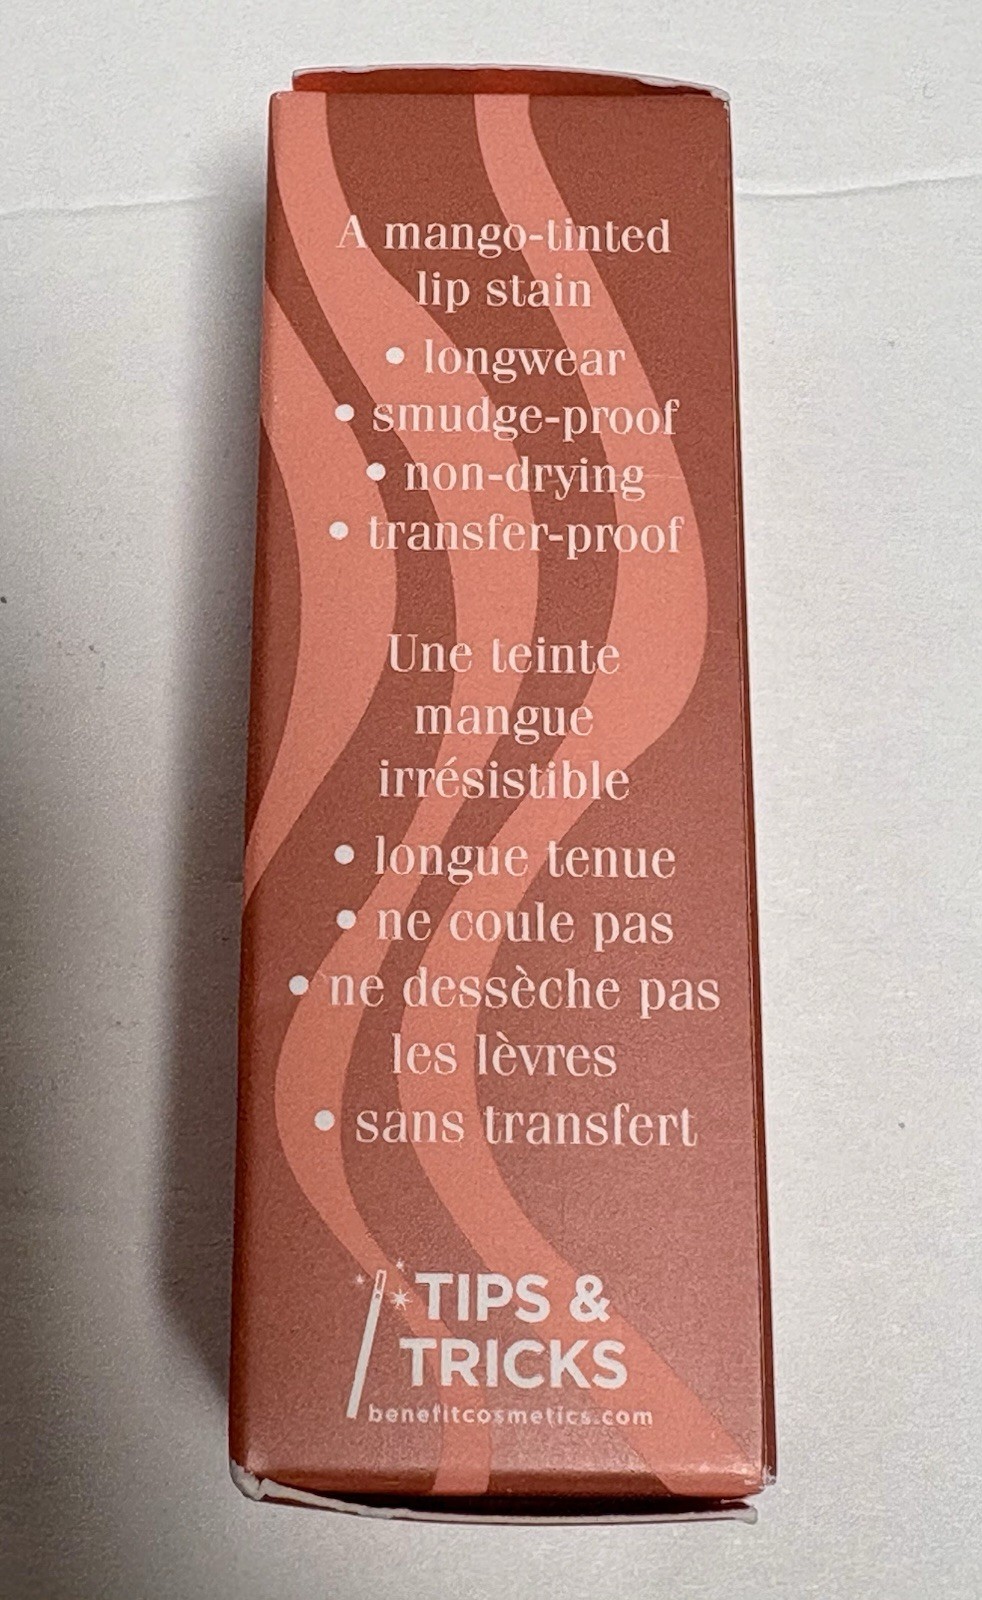 A mango-tinted
lip stain
• longwear
• smudge-proof
• non-drying
• transfer-proof
Une teinte
mangue
irrésistible
• longue tenue
• ne coule pas
• ne dessèche pas
les lèvres
• sans transfert
TIPS &
TRICKS
benefitcosmetics.com